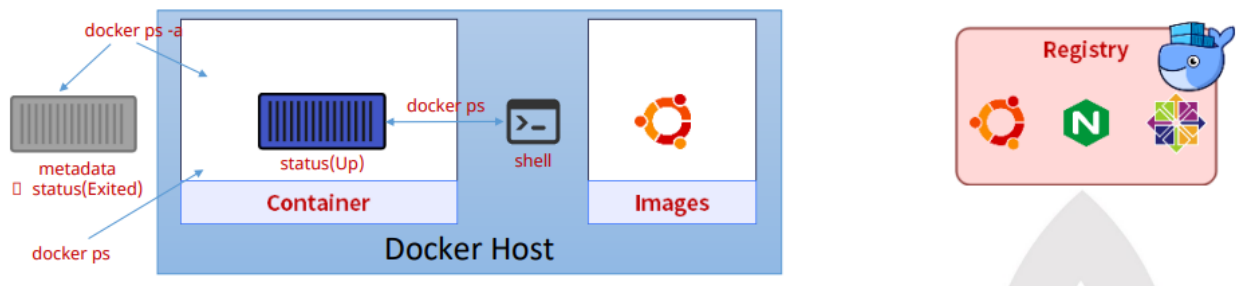 docker ps -a
Registry
docker ps
status(Up)
shell
metadata
▯ status(Exited)
Container
Images
docker ps
Docker Host